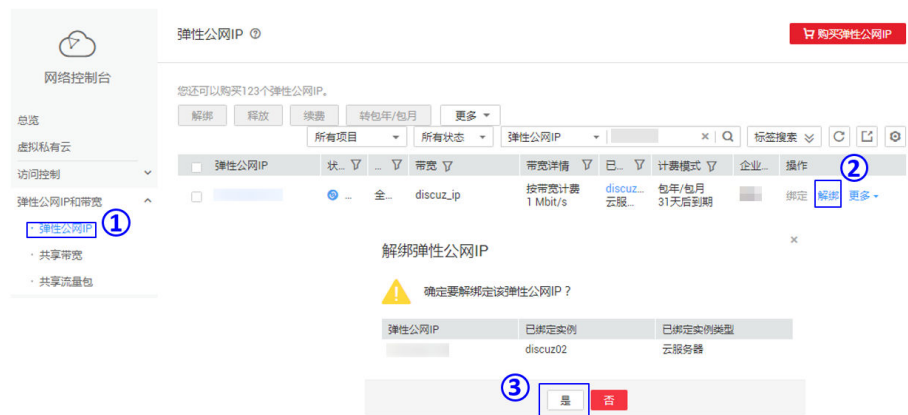 弹性公网IP
购买弹性公网IP
网络控制台
总览
虚拟私有云
访问控制
弹性公网IP和带宽
· 弹性公网IP
①
· 共享带宽
· 共享流量包
您还可以购买123个弹性公网IP。
解绑 释放 续费 转包年/包月 更多
所有项目 所有状态 弹性公网IP 标签搜索
弹性公网IP 状... ... 带宽 带宽详情 已... 计费模式 企业... 操作
②
... 全... discuz_ip 按带宽计费 discuz... 包年/包月 绑定 解绑 更多
1 Mbit/s 云服... 31天后到期
解绑弹性公网IP
确定要解绑定该弹性公网IP？
弹性公网IP 已绑定实例 已绑定实例类型
discuz02 云服务器
③
是 否